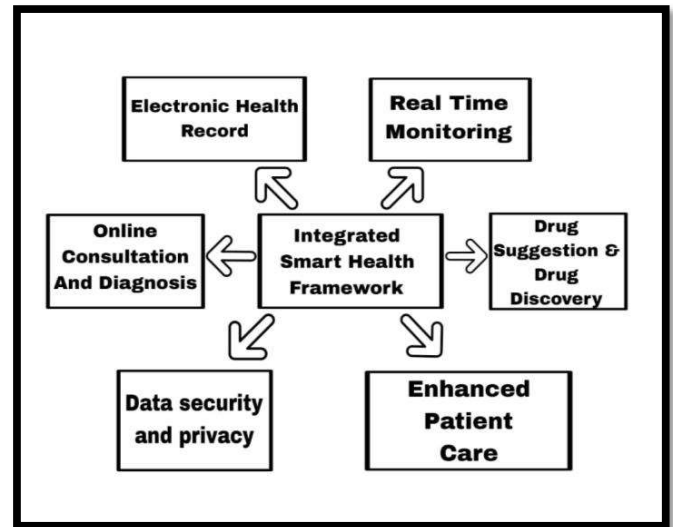 Electronic Health
Record
Real Time
Monitoring
Online
Consultation
And Diagnosis
Integrated
Smart Health
Framework
Drug
Suggestion &
Drug
Discovery
Data security
and privacy
Enhanced
Patient
Care